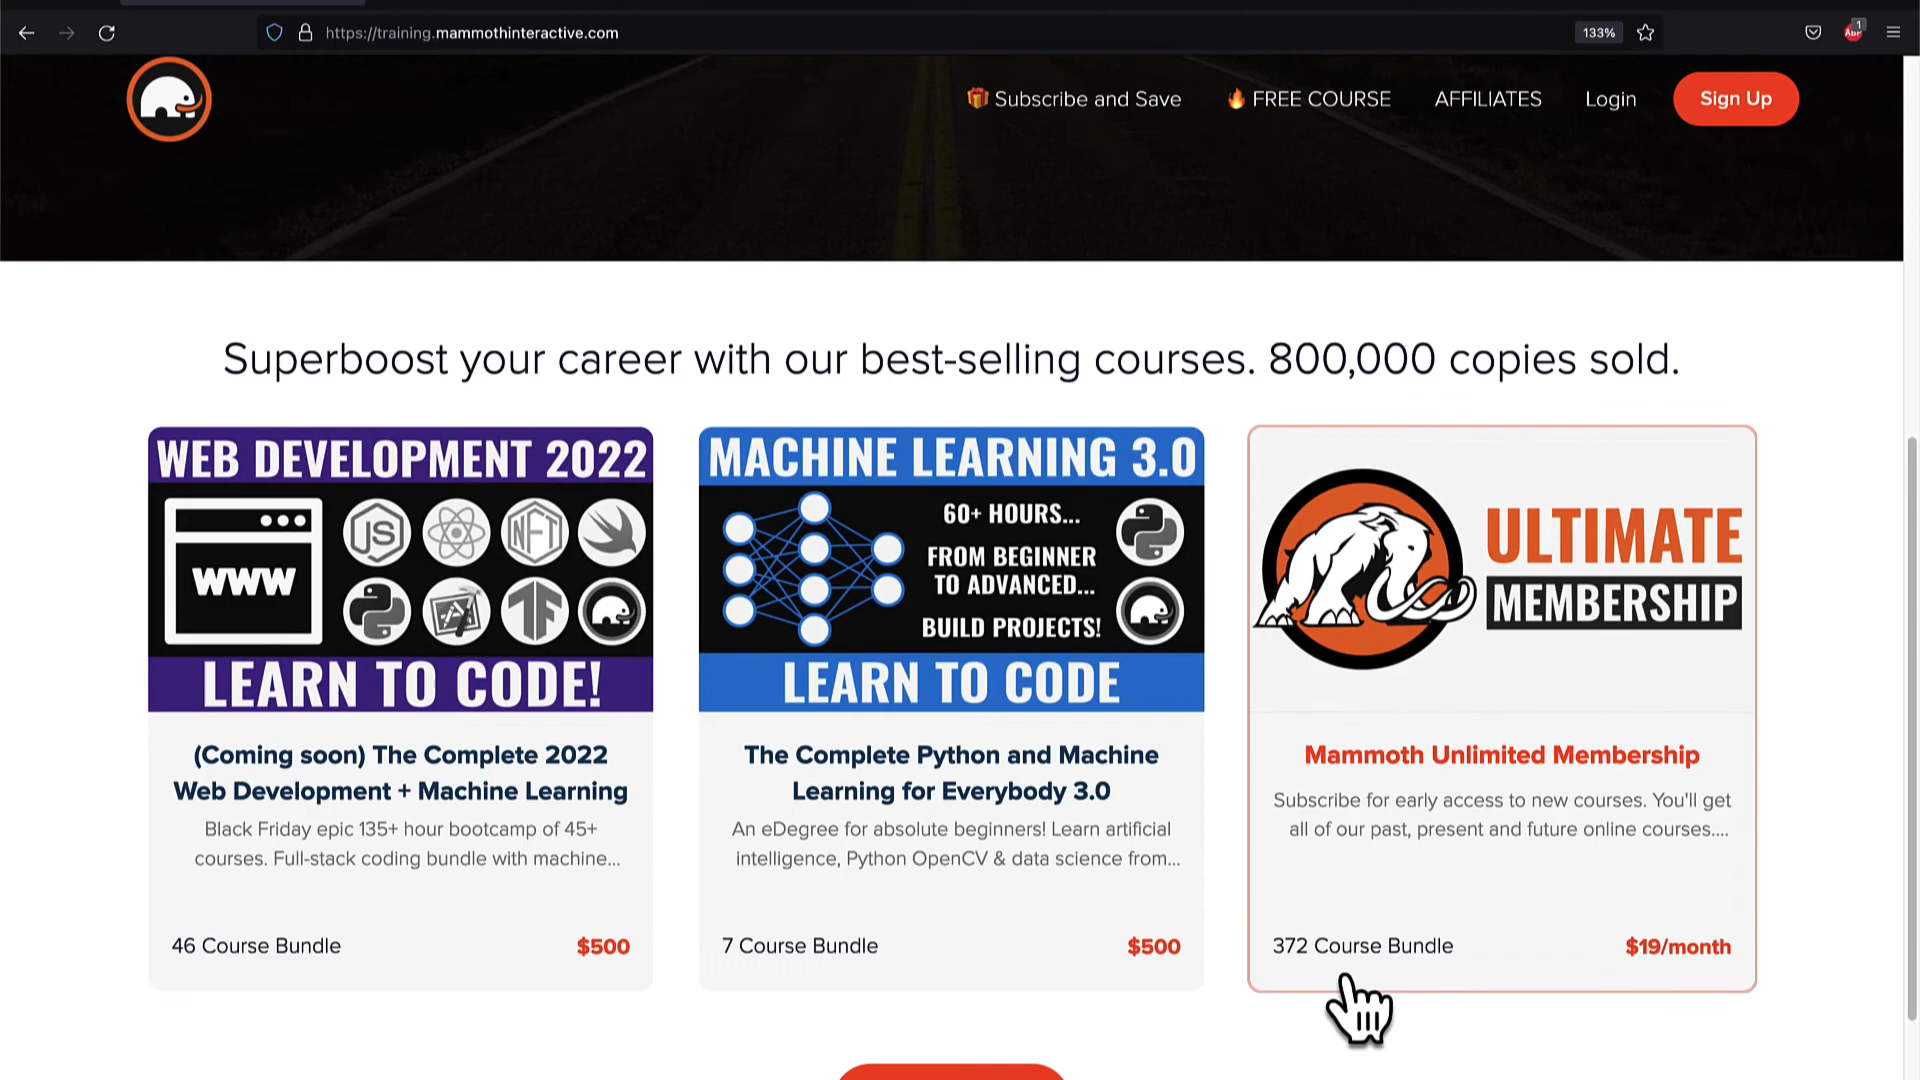 https://training.mammothinteractive.com
133%
1
ABP
🎁 Subscribe and Save
🔥 FREE COURSE
AFFILIATES
Login
Sign Up
Superboost your career with our best-selling courses. 800,000 copies sold.
WEB DEVELOPMENT 2022
WWW
JS
NFT
TF
LEARN TO CODE!
(Coming soon) The Complete 2022
Web Development + Machine Learning
Black Friday epic 135+ hour bootcamp of 45+
courses. Full-stack coding bundle with machine...
46 Course Bundle
$500
MACHINE LEARNING 3.0
60+ HOURS...
FROM BEGINNER
TO ADVANCED...
BUILD PROJECTS!
LEARN TO CODE
The Complete Python and Machine
Learning for Everybody 3.0
An eDegree for absolute beginners! Learn artificial
intelligence, Python OpenCV & data science from...
7 Course Bundle
$500
ULTIMATE
MEMBERSHIP
Mammoth Unlimited Membership
Subscribe for early access to new courses. You'll get
all of our past, present and future online courses....
372 Course Bundle
$19/month